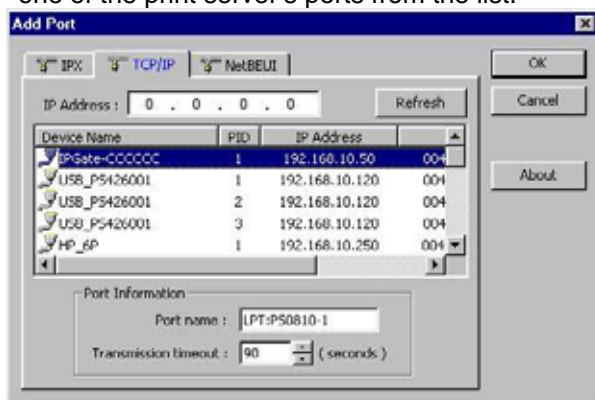 one of the print server's ports from the list.
Add Port
IPX TCP/IP NetBEUI
OK
IP Address : 0 . 0 . 0 . 0 Refresh
Cancel
Device Name PID IP Address
IPGate-CCCCCC 1 192.168.10.50 004
About
USB_PS426001 1 192.168.10.120 004
USB_PS426001 2 192.168.10.120 004
USB_PS426001 3 192.168.10.120 004
HP_6P 1 192.168.10.250 004
Port Information
Port name : LPT:PS0810-1
Transmission timeout : 90 ( seconds )